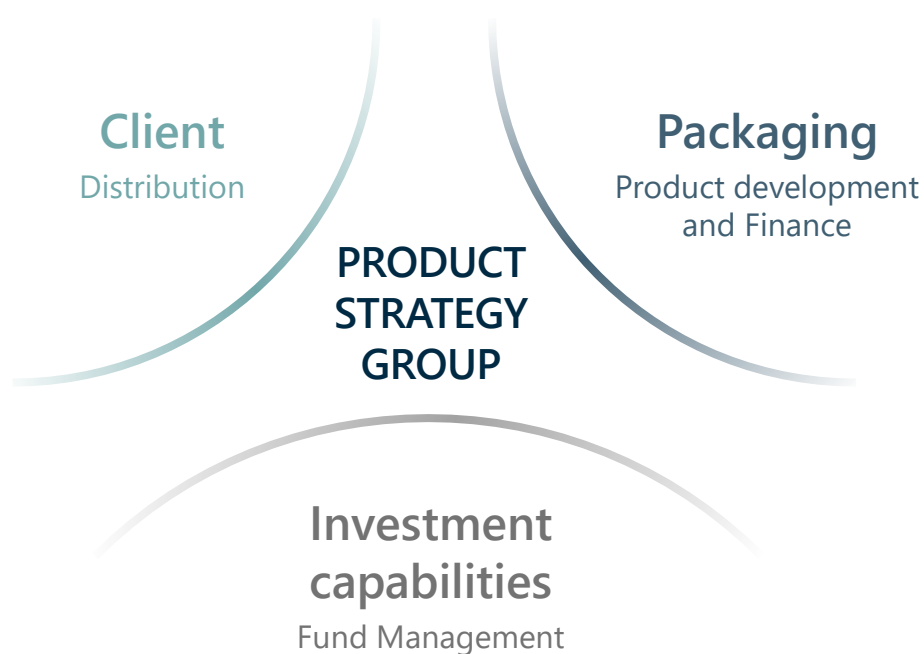 Client
Distribution
Packaging
Product development
and Finance
PRODUCT
STRATEGY
GROUP
Investment
capabilities
Fund Management